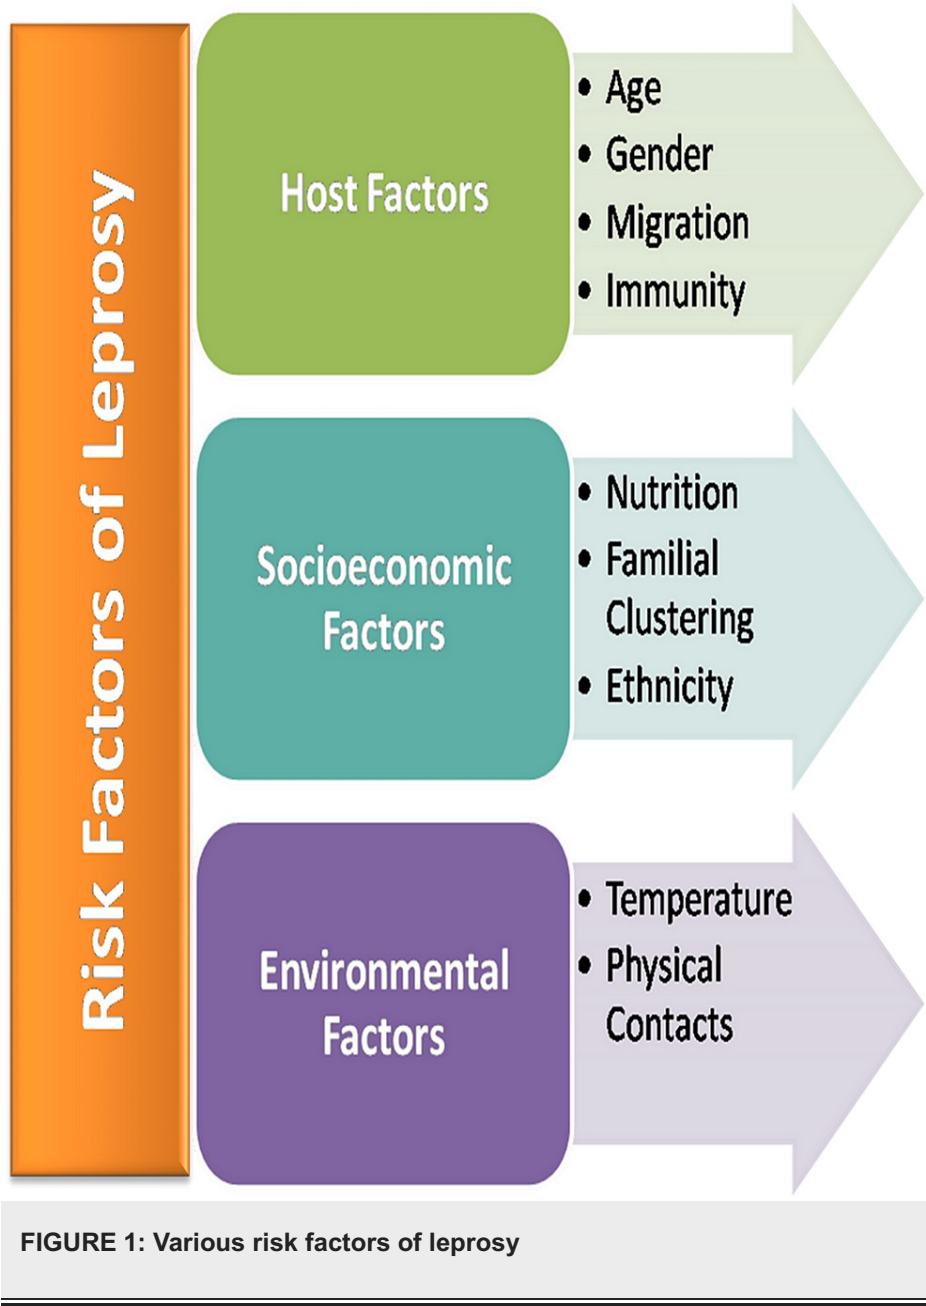 Risk Factors of Leprosy
Host Factors
• Age
• Gender
• Migration
• Immunity
Socioeconomic
Factors
• Nutrition
• Familial
Clustering
• Ethnicity
Environmental
Factors
• Temperature
• Physical
Contacts
FIGURE 1: Various risk factors of leprosy